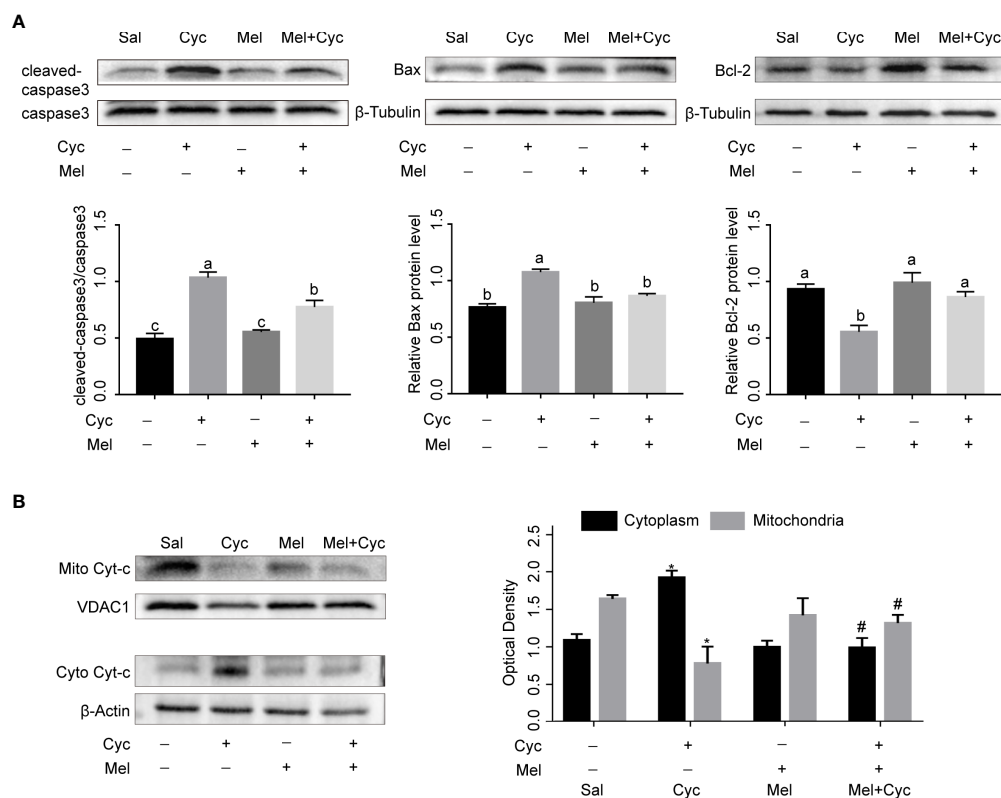 A
Sal Cyc Mel Mel+Cyc
cleaved-
caspase3
caspase3
Cyc – + – +
Mel – – + +
Sal Cyc Mel Mel+Cyc
Bax
β-Tubulin
Cyc – + – +
Mel – – + +
Sal Cyc Mel Mel+Cyc
Bcl-2
β-Tubulin
Cyc – + – +
Mel – – + +
cleaved-caspase3/caspase3
1.5
1.0
0.5
0.0
c a c b
Cyc – + – +
Mel – – + +
Relative Bax protein level
1.5
1.0
0.5
0.0
b a b b
Cyc – + – +
Mel – – + +
Relative Bcl-2 protein level
1.5
1.0
0.5
0.0
a b a a
Cyc – + – +
Mel – – + +
B
Sal Cyc Mel Mel+Cyc
Mito Cyt-c
VDAC1
Cyto Cyt-c
β-Actin
Cyc – + – +
Mel – – + +
Cytoplasm Mitochondria
Optical Density
2.5
2.0
1.5
1.0
0.5
0.0
* * # #
Cyc – + – +
Mel – – + +
Sal Cyc Mel Mel+Cyc